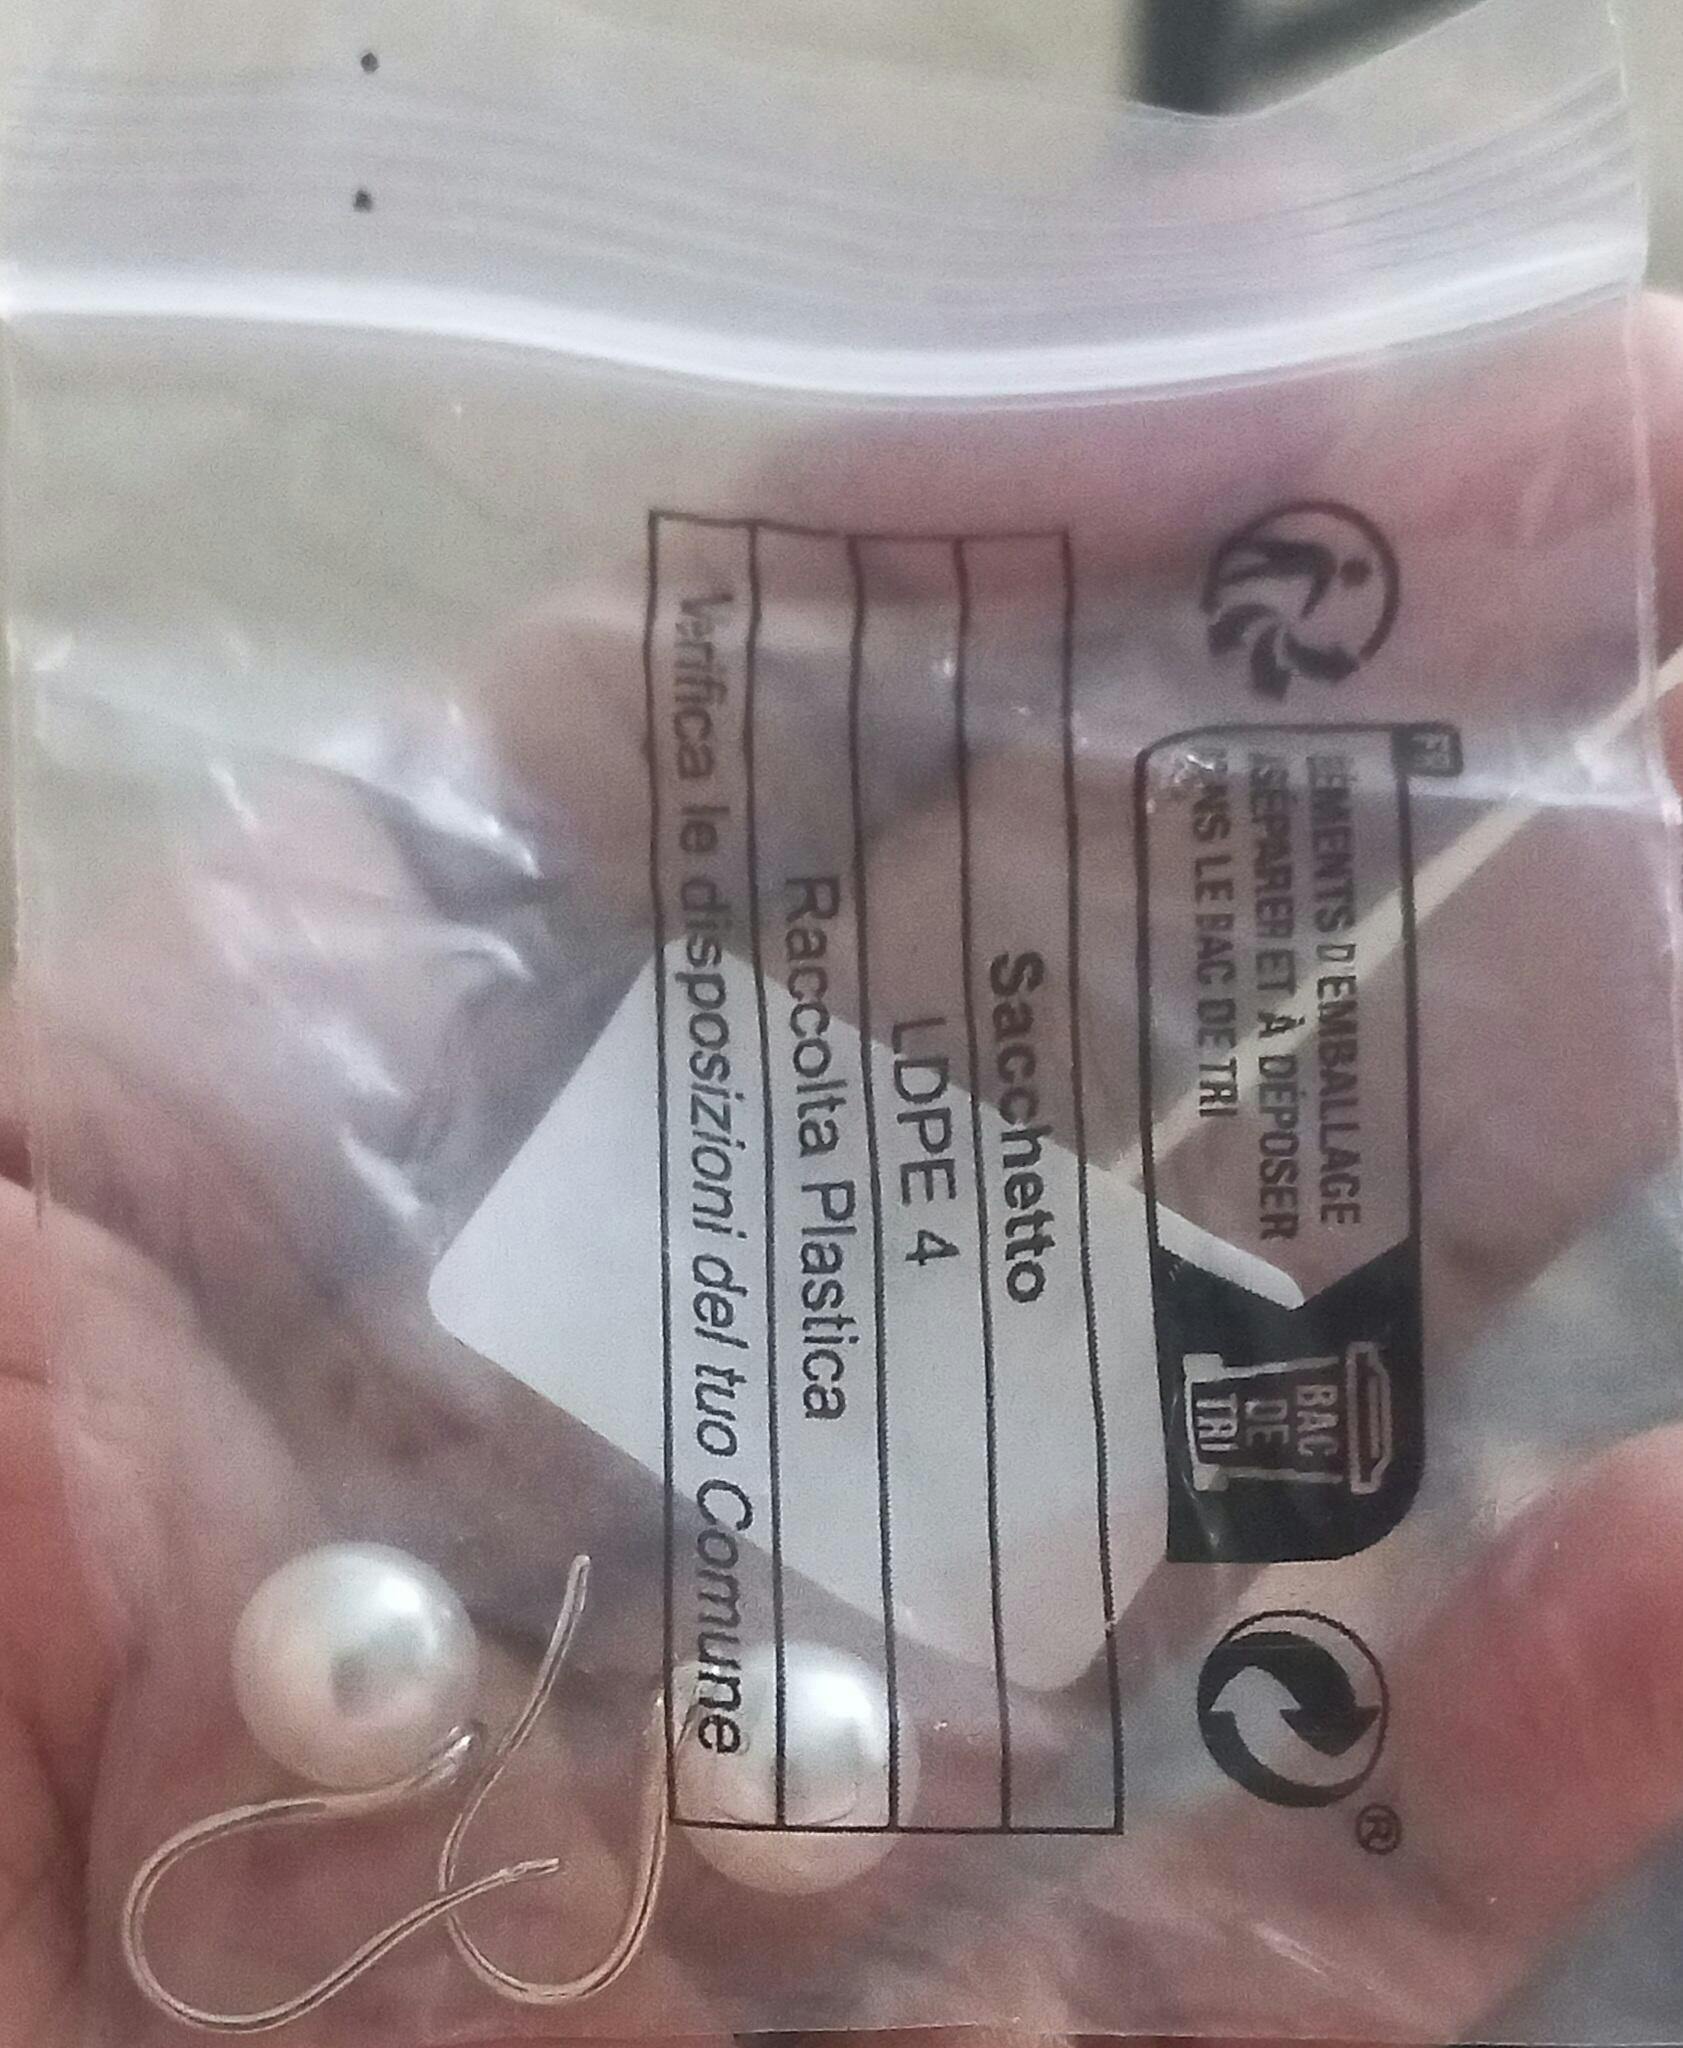 FR
ÉLÉMENTS D'EMBALLAGE
À SÉPARER ET À DÉPOSER
DANS LE BAC DE TRI
BAC
DE
TRI
®
Sacchetto
LDPE 4
Raccolta Plastica
Verifica le disposizioni del tuo Comune